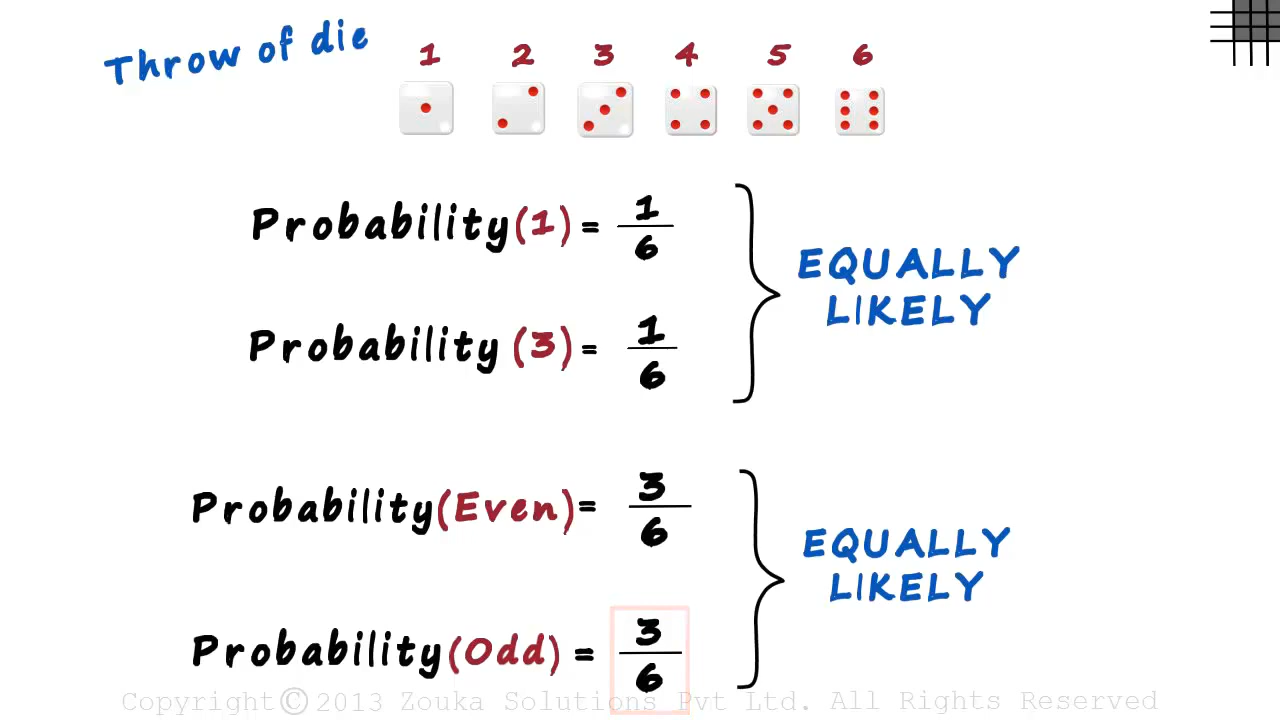 Throw of die
1 2 3 4 5 6
Probability(1) = 1/6
EQUALLY
LIKELY
Probability (3) = 1/6
Probability(Even) = 3/6
EQUALLY
LIKELY
Probability(Odd) = 3/6
Copyright© 2013 Zouka Solutions Pvt Ltd. All Rights Reserved